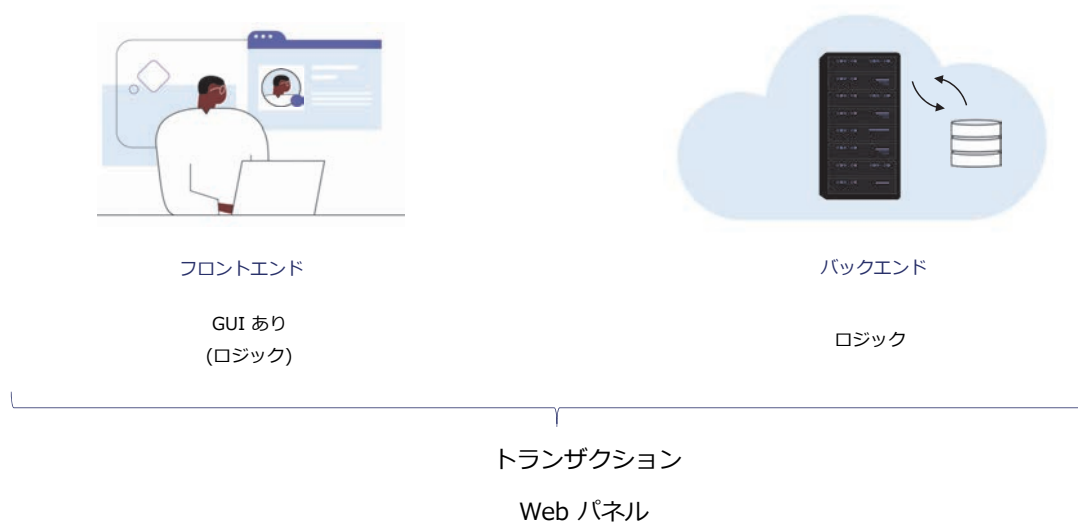 フロントエンド
バックエンド
GUI あり
(ロジック)
ロジック
トランザクション
Web パネル